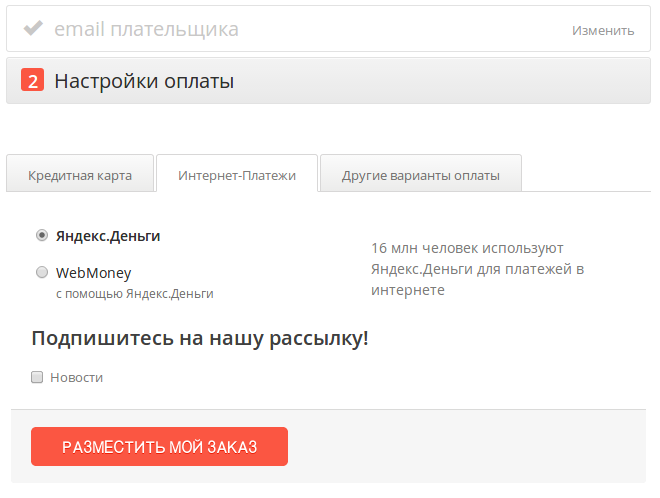 email плательщика
Изменить
2 Настройки оплаты
Кредитная карта
Интернет-Платежи
Другие варианты оплаты
Яндекс.Деньги
WebMoney
с помощью Яндекс.Деньги
16 млн человек используют
Яндекс.Деньги для платежей в
интернете
Подпишитесь на нашу рассылку!
Новости
РАЗМЕСТИТЬ МОЙ ЗАКАЗ